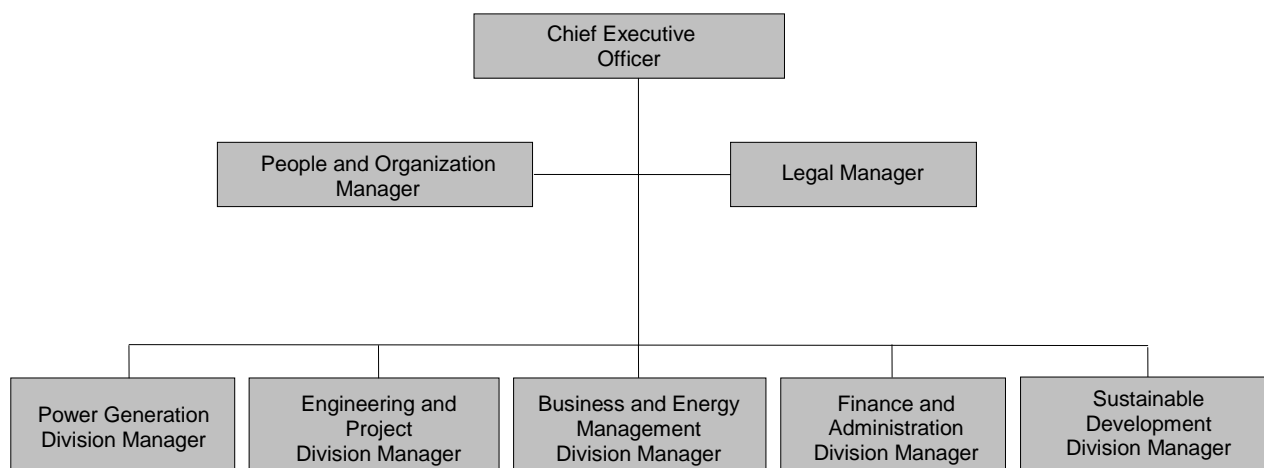 Chief Executive
Officer
People and Organization
Manager
Legal Manager
Power Generation
Division Manager
Engineering and
Project
Division Manager
Business and Energy
Management
Division Manager
Finance and
Administration
Division Manager
Sustainable
Development
Division Manager